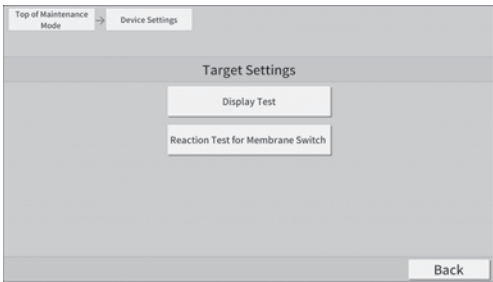 Top of Maintenance
Mode
→
Device Settings
Target Settings
Display Test
Reaction Test for Membrane Switch
Back